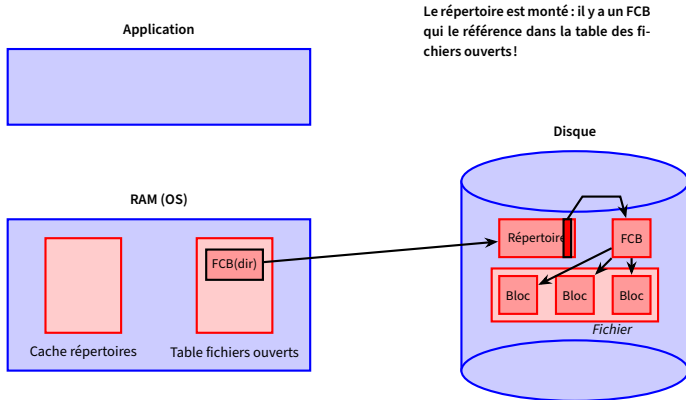 Le répertoire est monté : il y a un FCB
qui le référence dans la table des fi-
chiers ouverts !
Application
Disque
RAM (OS)
Répertoire
FCB
FCB(dir)
Bloc
Bloc
Bloc
Fichier
Cache répertoires
Table fichiers ouverts